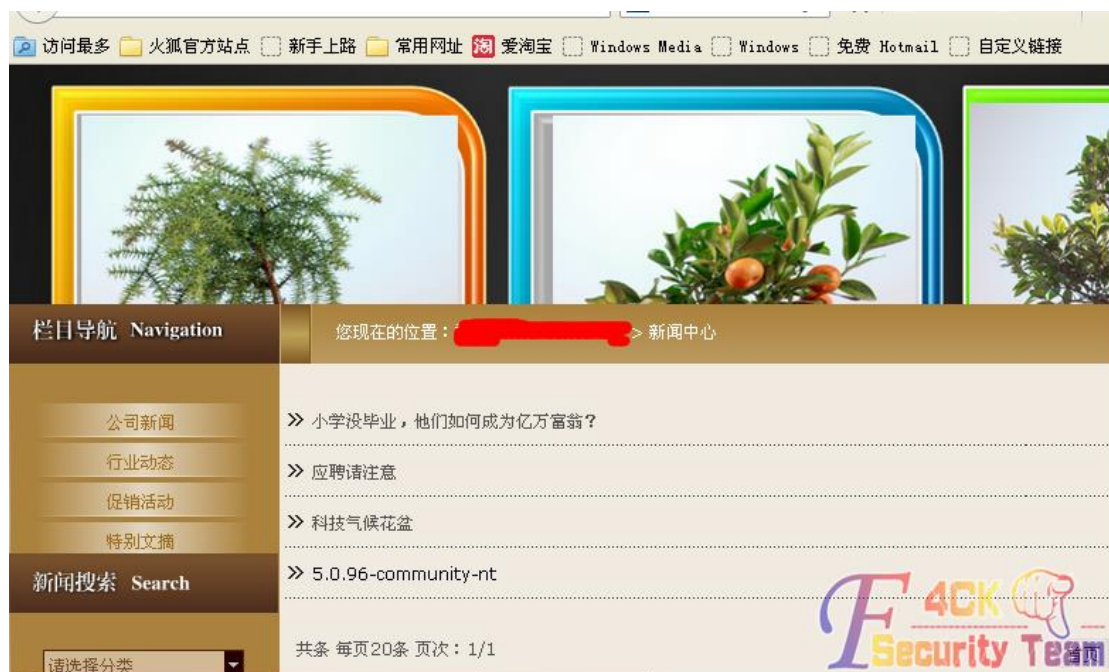 访问最多 火狐官方站点 新手上路 常用网址 淘 爱淘宝 Windows Media Windows 免费 Hotmail 自定义链接
栏目导航 Navigation
您现在的位置： > 新闻中心
公司新闻
行业动态
促销活动
特别文摘
新闻搜索 Search
请选择分类
» 小学没毕业，他们如何成为亿万富翁？
» 应聘请注意
» 科技气候花盆
» 5.0.96-community-nt
共条 每页20条 页次：1/1
首页
F4CK
Security Team